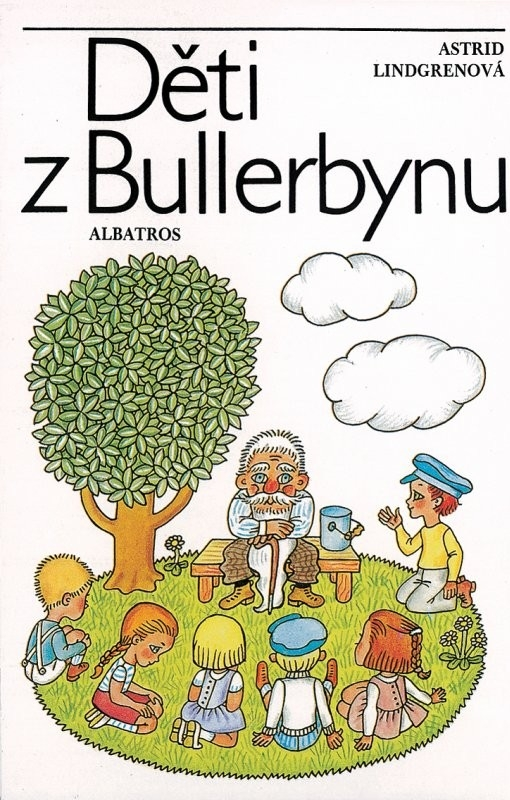 ASTRID
LINDGRENOVÁ
Děti
z Bullerbynu
ALBATROS